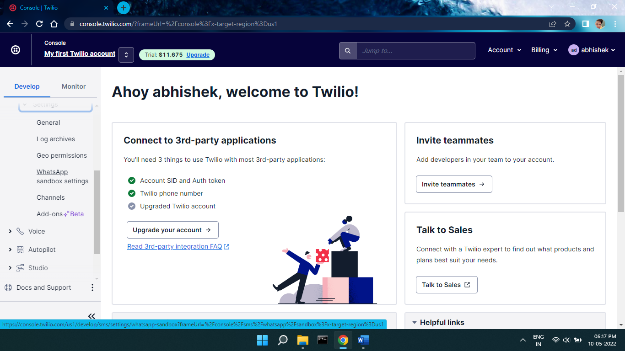 Console | Twilio
console.twilio.com/?frameUrl=%2Fconsole%3Fx-target-region%3Dus1
Console
My first Twilio account
Trial: $11.675 Upgrade
Jump to...
Account
Billing
abhishek
Develop
Monitor
Ahoy abhishek, welcome to Twilio!
Settings
General
Log archives
Geo permissions
WhatsApp
sandbox settings
Channels
Add-ons Beta
Voice
Autopilot
Studio
Docs and Support
Connect to 3rd-party applications
You'll need 3 things to use Twilio with most 3rd-party applications:
Account SID and Auth token
Twilio phone number
Upgraded Twilio account
Upgrade your account
Read 3rd-party integration FAQ
Invite teammates
Add developers in your team to your account.
Invite teammates
Talk to Sales
Connect with a Twilio expert to find out what products and
plans best suit your needs.
Talk to Sales
Helpful links
ENG
IN
10-05-2022